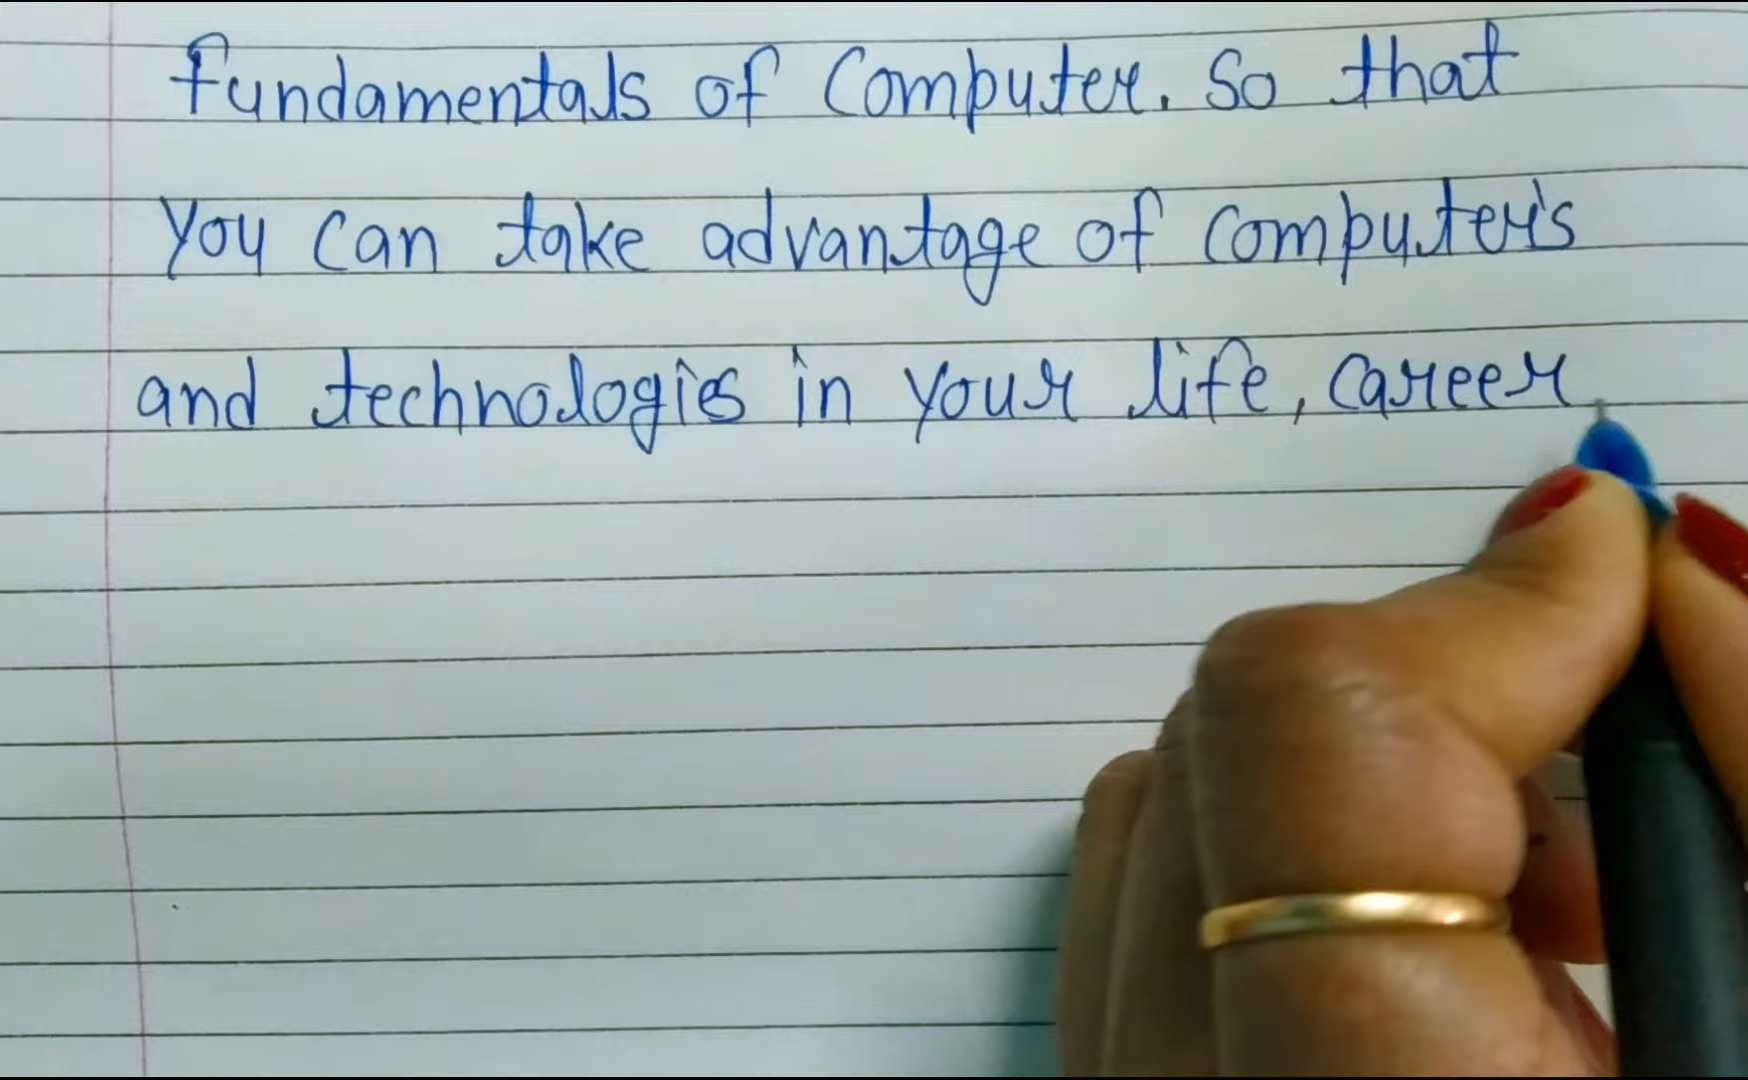 fundamentals of Computer. So that
you can take advantage of computer's
and technologies in your life, career.